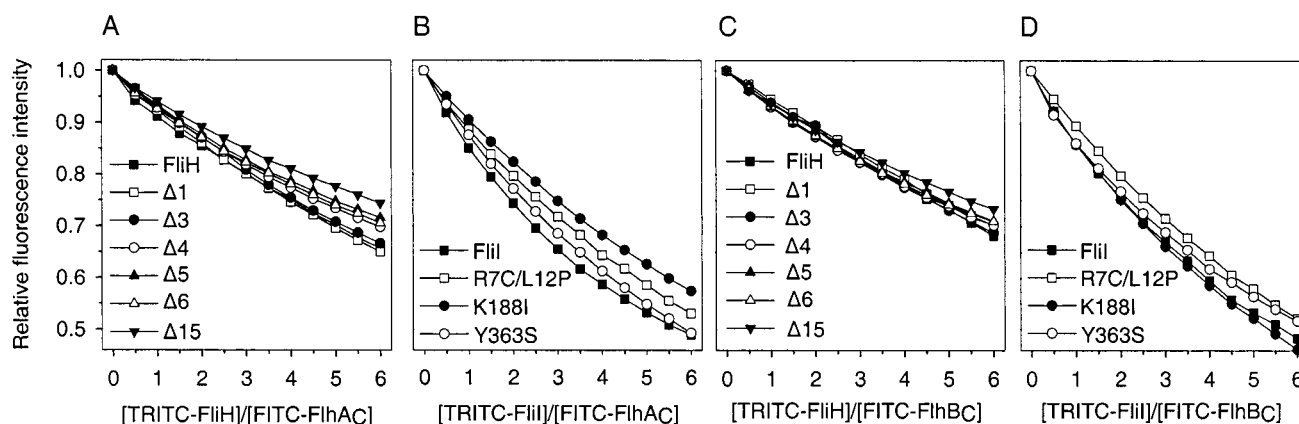 A
B
C
D
Relative fluorescence intensity
1.0
0.9
0.8
0.7
0.6
0.5
FliH
Δ1
Δ3
Δ4
Δ5
Δ6
Δ15
0 1 2 3 4 5 6
[TRITC-FliH]/[FITC-FlhAC]
FliI
R7C/L12P
K188I
Y363S
0 1 2 3 4 5 6
[TRITC-FliI]/[FITC-FlhAC]
FliH
Δ1
Δ3
Δ4
Δ5
Δ6
Δ15
0 1 2 3 4 5 6
[TRITC-FliH]/[FITC-FlhBC]
FliI
R7C/L12P
K188I
Y363S
0 1 2 3 4 5 6
[TRITC-FliI]/[FITC-FlhBC]